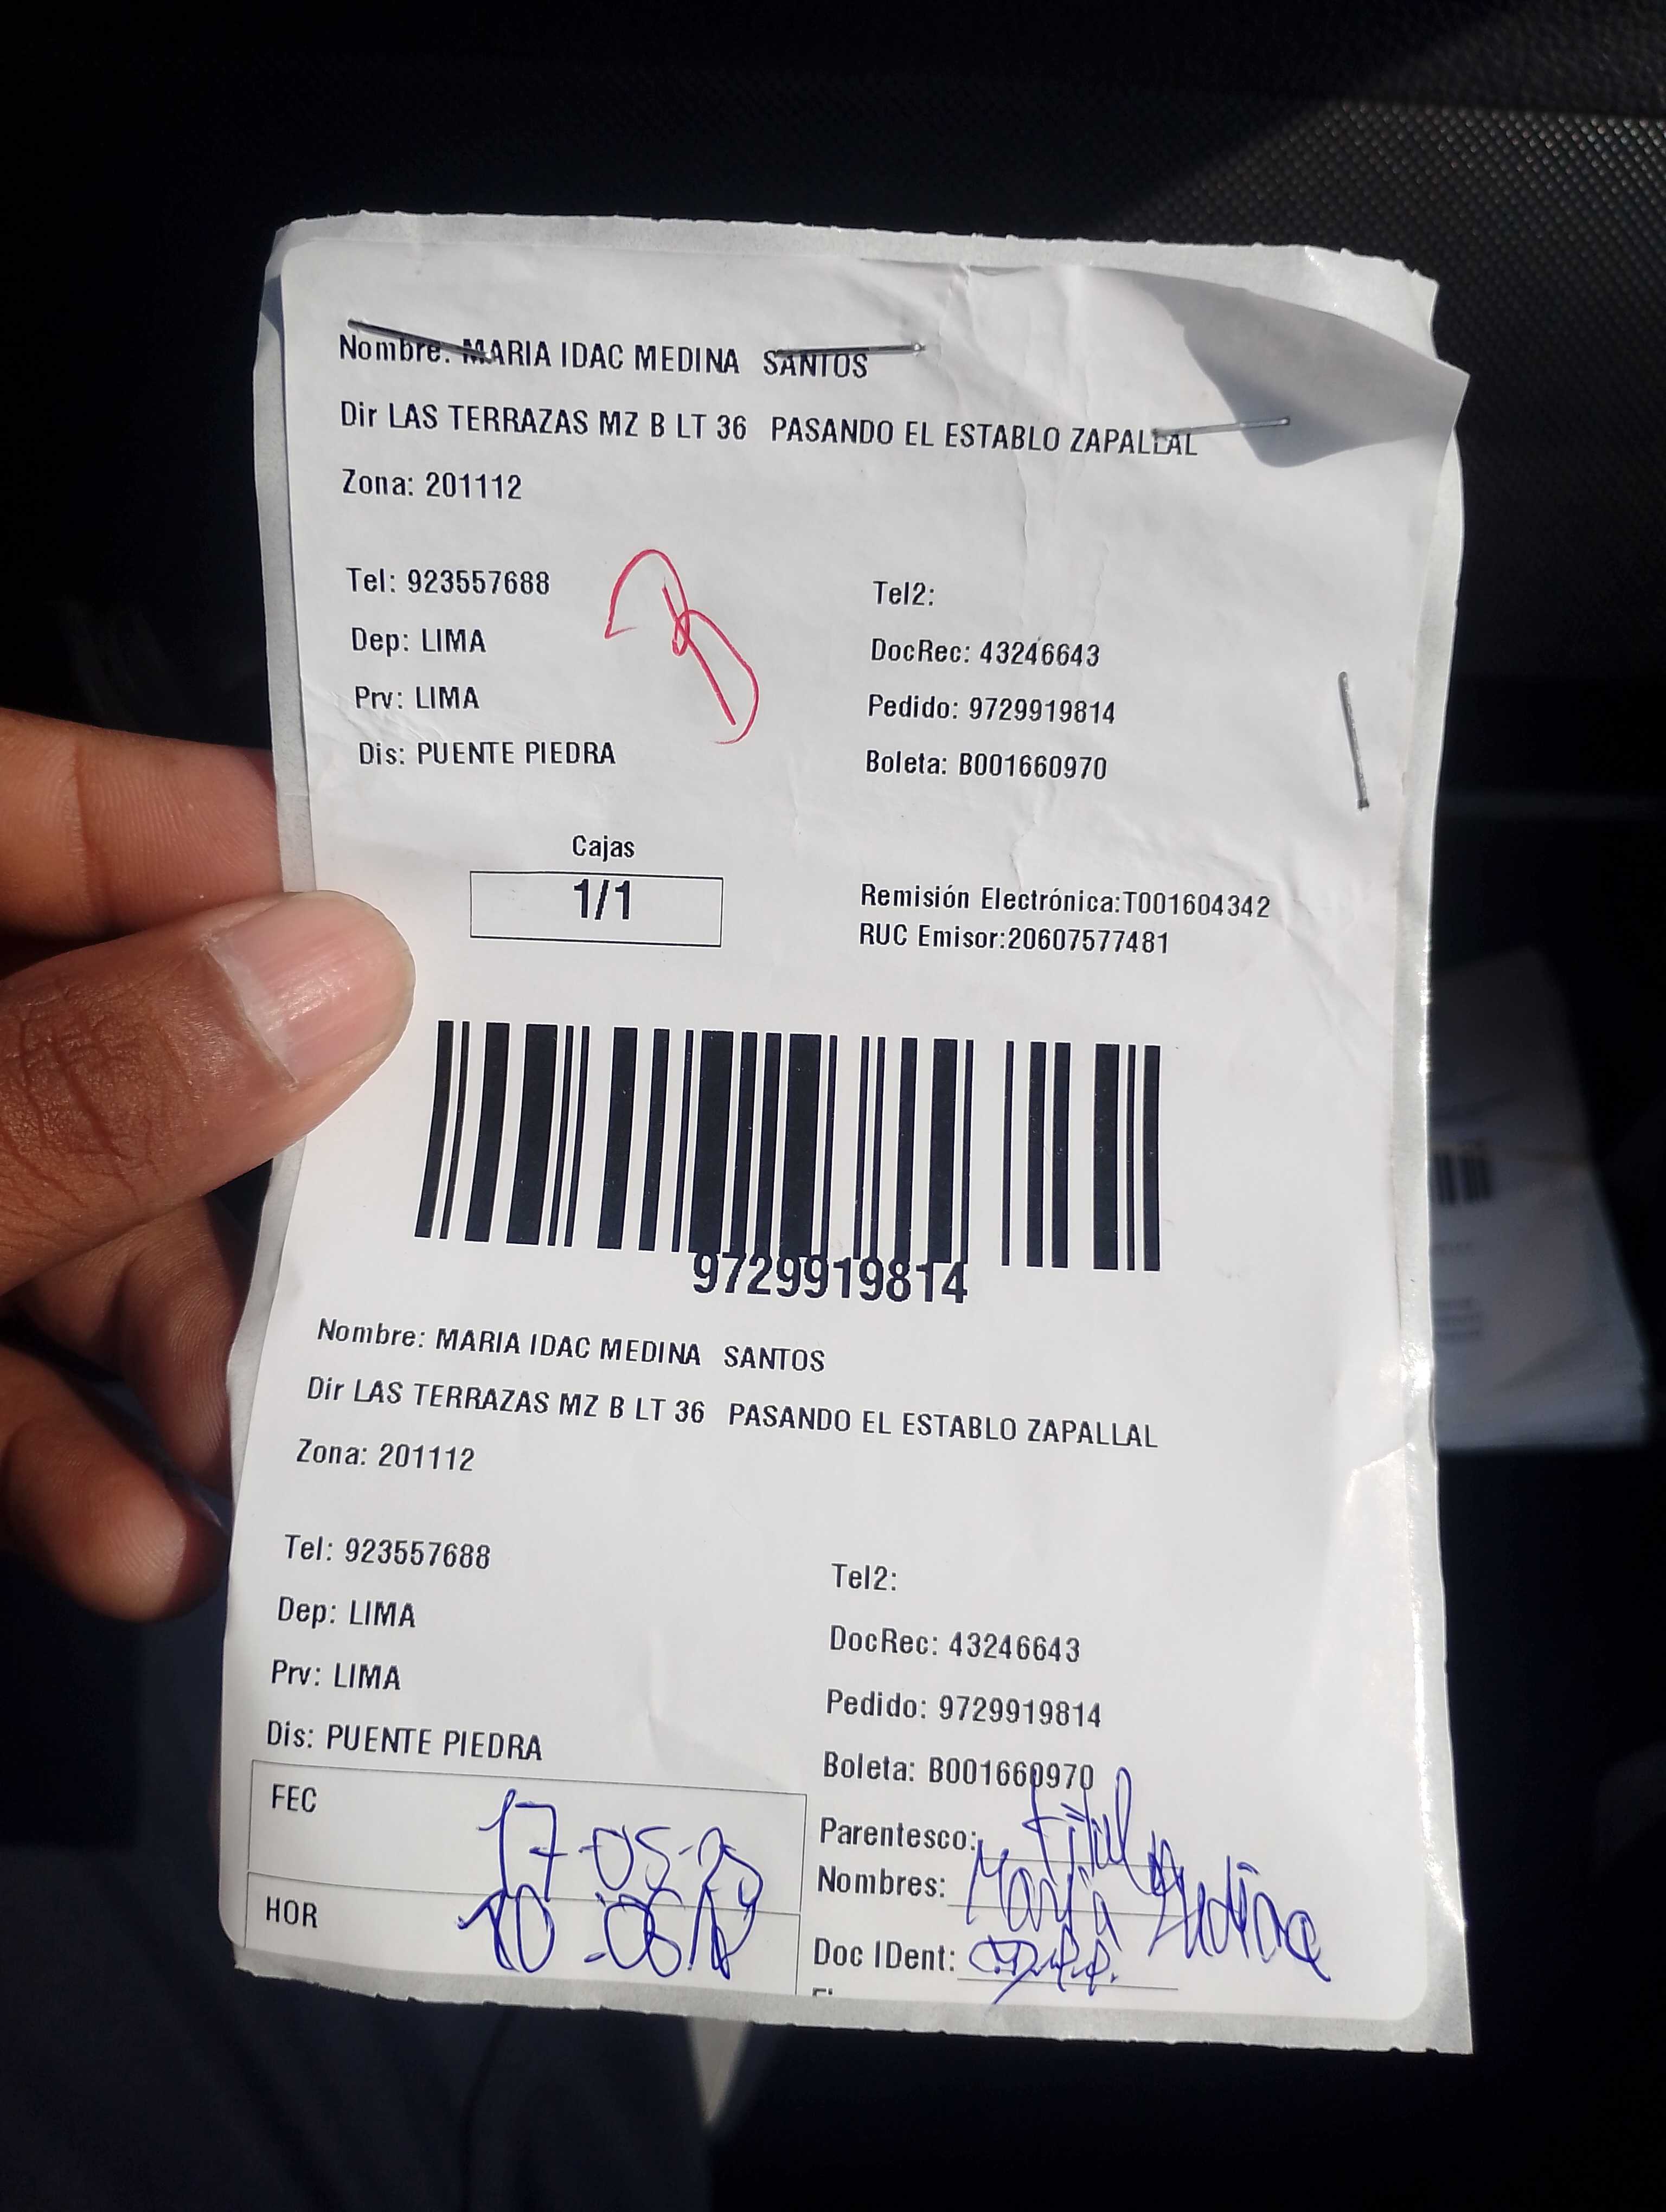 Nombre: MARIA IDAC MEDINA SANTOS
Dir LAS TERRAZAS MZ B LT 36 PASANDO EL ESTABLO ZAPALLAL
Zona: 201112
Tel: 923557688 Tel2:
Dep: LIMA DocRec: 43246643
Prv: LIMA Pedido: 9729919814
Dis: PUENTE PIEDRA Boleta: B001660970
Cajas
1/1 Remisión Electrónica:T001604342
RUC Emisor:20607577481
9729919814
Nombre: MARIA IDAC MEDINA SANTOS
Dir LAS TERRAZAS MZ B LT 36 PASANDO EL ESTABLO ZAPALLAL
Zona: 201112
Tel: 923557688 Tel2:
Dep: LIMA DocRec: 43246643
Prv: LIMA Pedido: 9729919814
Dis: PUENTE PIEDRA Boleta: B001660970
FEC Parentesco:
Nombres: Maria Medina
HOR Doc IDent: